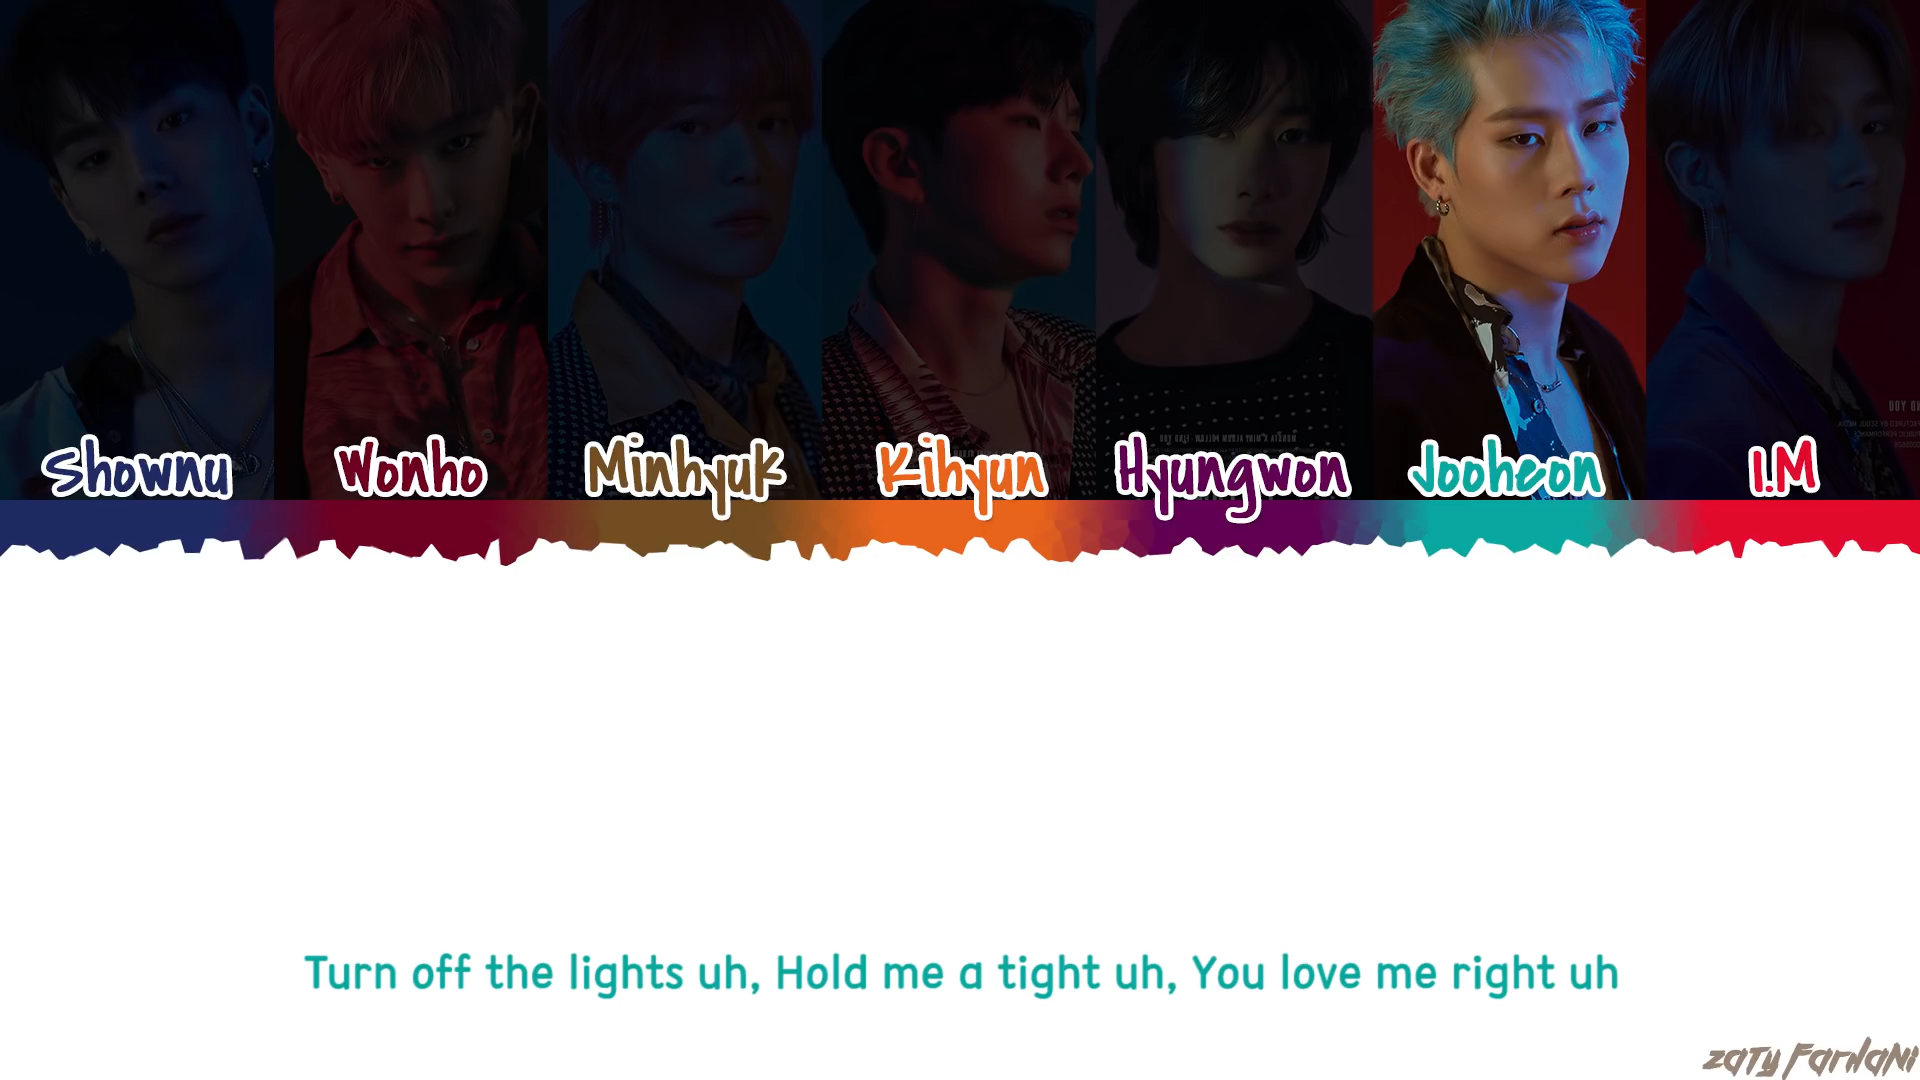 Shownu Wonho Minhyuk Kihyun Hyungwon Jooheon I.M
Turn off the lights uh, Hold me a tight uh, You love me right uh
ZATY FARHANI